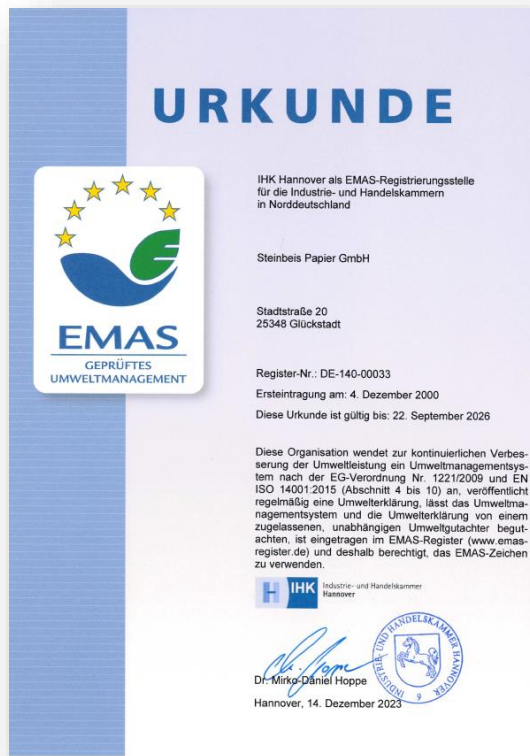 URKUNDE
IHK Hannover als EMAS-Registrierungsstelle
für die Industrie- und Handelskammern
in Norddeutschland
Steinbeis Papier GmbH
Stadtstraße 20
25348 Glückstadt
EMAS
GEPRÜFTES
UMWELTMANAGEMENT
Register-Nr.: DE-140-00033
Ersteintragung am: 4. Dezember 2000
Diese Urkunde ist gültig bis: 22. September 2026
Diese Organisation wendet zur kontinuierlichen Verbes-
serung der Umweltleistung ein Umweltmanagementsys-
tem nach der EG-Verordnung Nr. 1221/2009 und EN
ISO 14001:2015 (Abschnitt 4 bis 10) an, veröffentlicht
regelmäßig eine Umwelterklärung, lässt das Umweltma-
nagementsystem und die Umwelterklärung von einem
zugelassenen, unabhängigen Umweltgutachter begut-
achten, ist eingetragen im EMAS-Register (www.emas-
register.de) und deshalb berechtigt, das EMAS-Zeichen
zu verwenden.
IHK Industrie- und Handelskammer
Hannover
INDUSTRIE- UND HANDELSKAMMER HANNOVER
9
Dr. Mirko-Daniel Hoppe
Hannover, 14. Dezember 2023